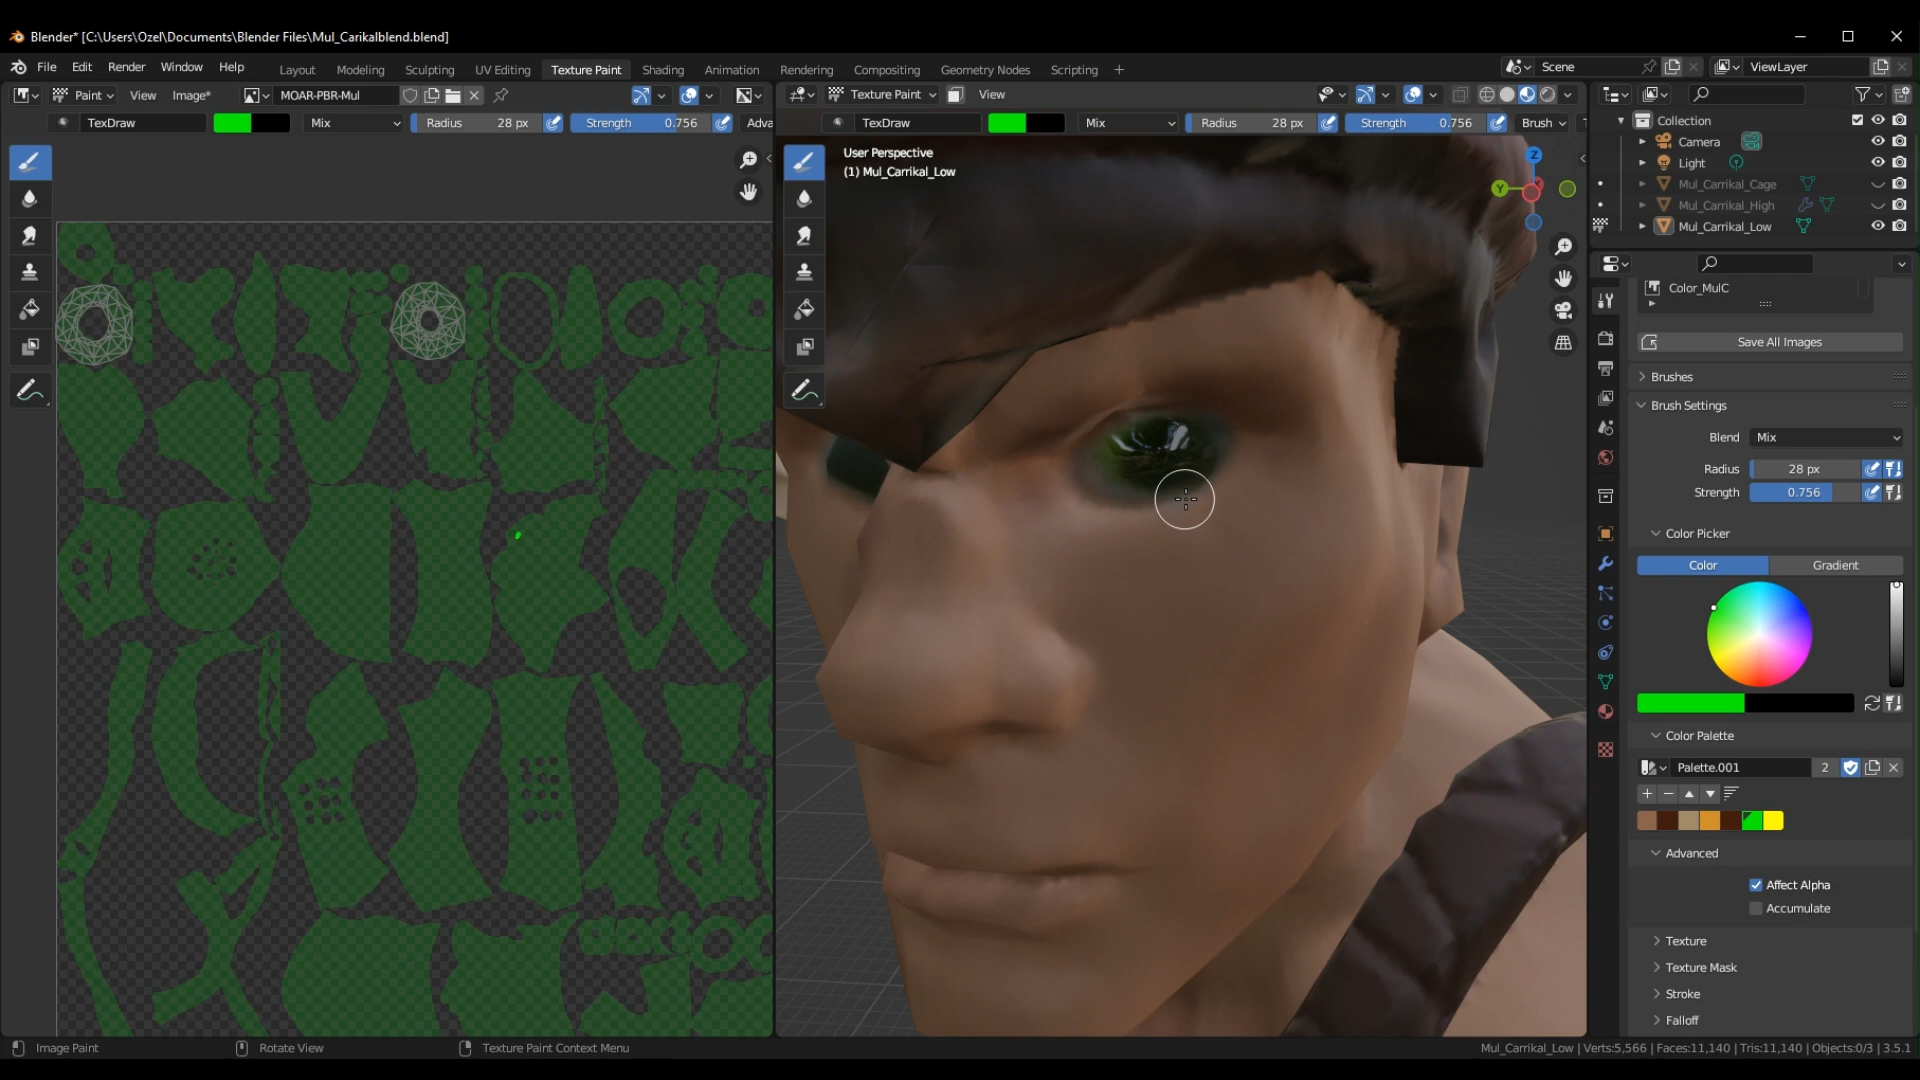 Blender* [C:\Users\Ozel\Documents\Blender Files\Mul_Carikalblend.blend]
File Edit Render Window Help Layout Modeling Sculpting UV Editing Texture Paint Shading Animation Rendering Compositing Geometry Nodes Scripting + Scene ViewLayer
Paint View Image* MOAR-PBR-Mul Texture Paint View
TexDraw Mix Radius 28 px Strength 0.756 Adva TexDraw Mix Radius 28 px Strength 0.756 Brush
User Perspective
(1) Mul_Carrikal_Low
Z
Y
Collection
Camera
Light
Mul_Carrikal_Cage
Mul_Carrikal_High
Mul_Carrikal_Low
Color_MulC
Save All Images
Brushes
Brush Settings
Blend Mix
Radius 28 px
Strength 0.756
Color Picker
Color Gradient
Color Palette
Palette.001 2
Advanced
Affect Alpha
Accumulate
Texture
Texture Mask
Stroke
Falloff
Image Paint Rotate View Texture Paint Context Menu Mul_Carrikal_Low | Verts:5,566 | Faces:11,140 | Tris:11,140 | Objects:0/3 | 3.5.1